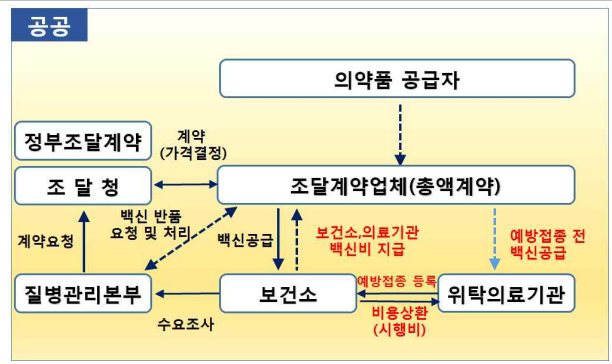 공공
의약품 공급자
정부조달계약
계약
(가격결정)
조 달 청
조달계약업체(총액계약)
백신 반품
요청 및 처리
계약요청
백신공급
보건소,의료기관
백신비 지급
예방접종 전
백신공급
질병관리본부
보건소
예방접종 등록
위탁의료기관
수요조사
비용상환
(시행비)